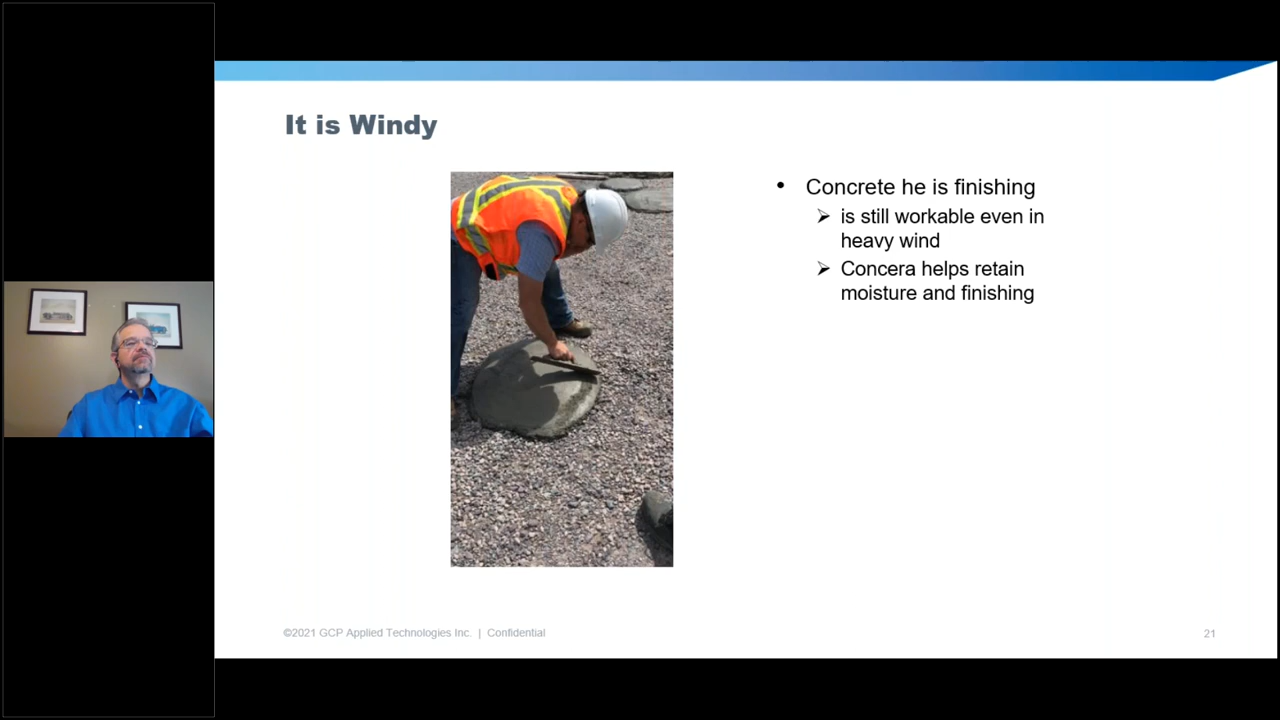 It is Windy
• Concrete he is finishing
➢ is still workable even in
heavy wind
➢ Concera helps retain
moisture and finishing
©2021 GCP Applied Technologies Inc. | Confidential
21